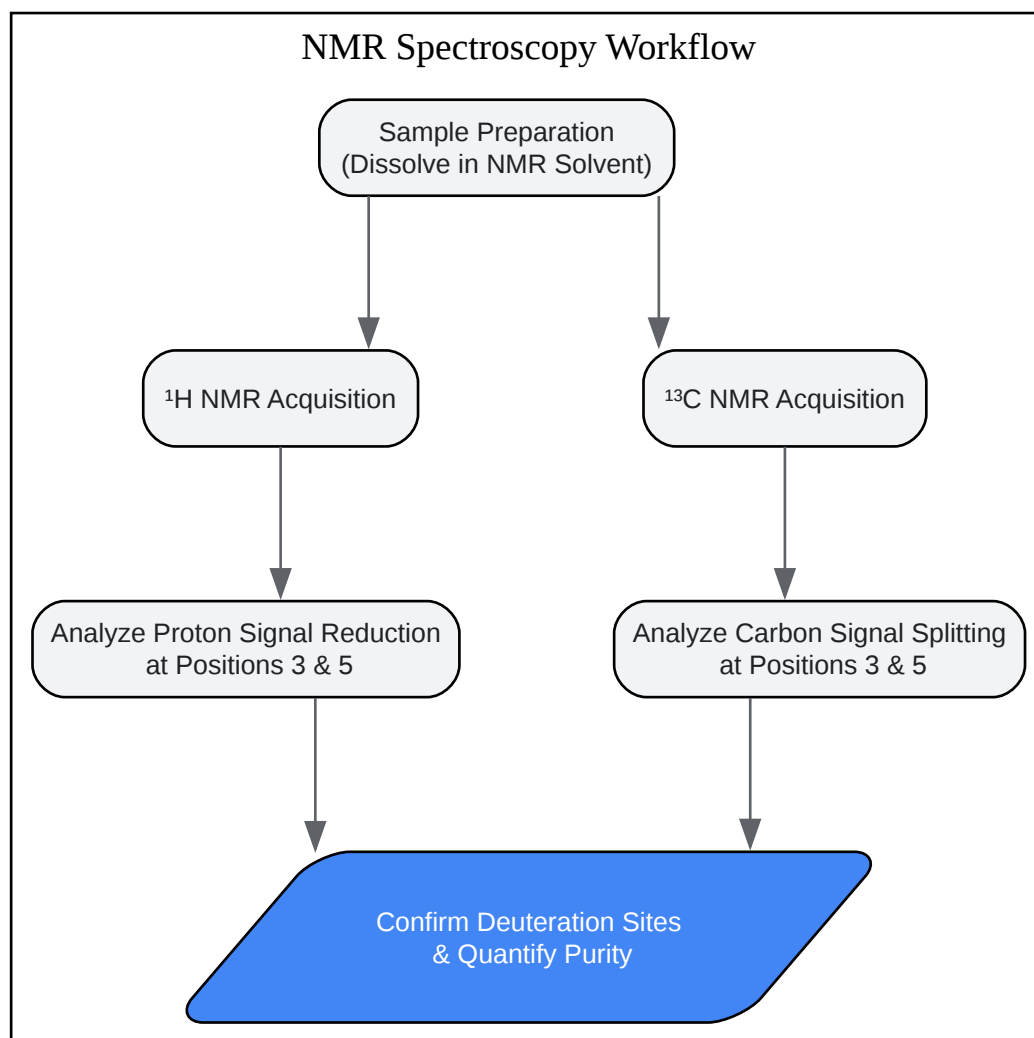 NMR Spectroscopy Workflow
Sample Preparation
(Dissolve in NMR Solvent)
¹H NMR Acquisition
¹³C NMR Acquisition
Analyze Proton Signal Reduction
at Positions 3 & 5
Analyze Carbon Signal Splitting
at Positions 3 & 5
Confirm Deuteration Sites
& Quantify Purity